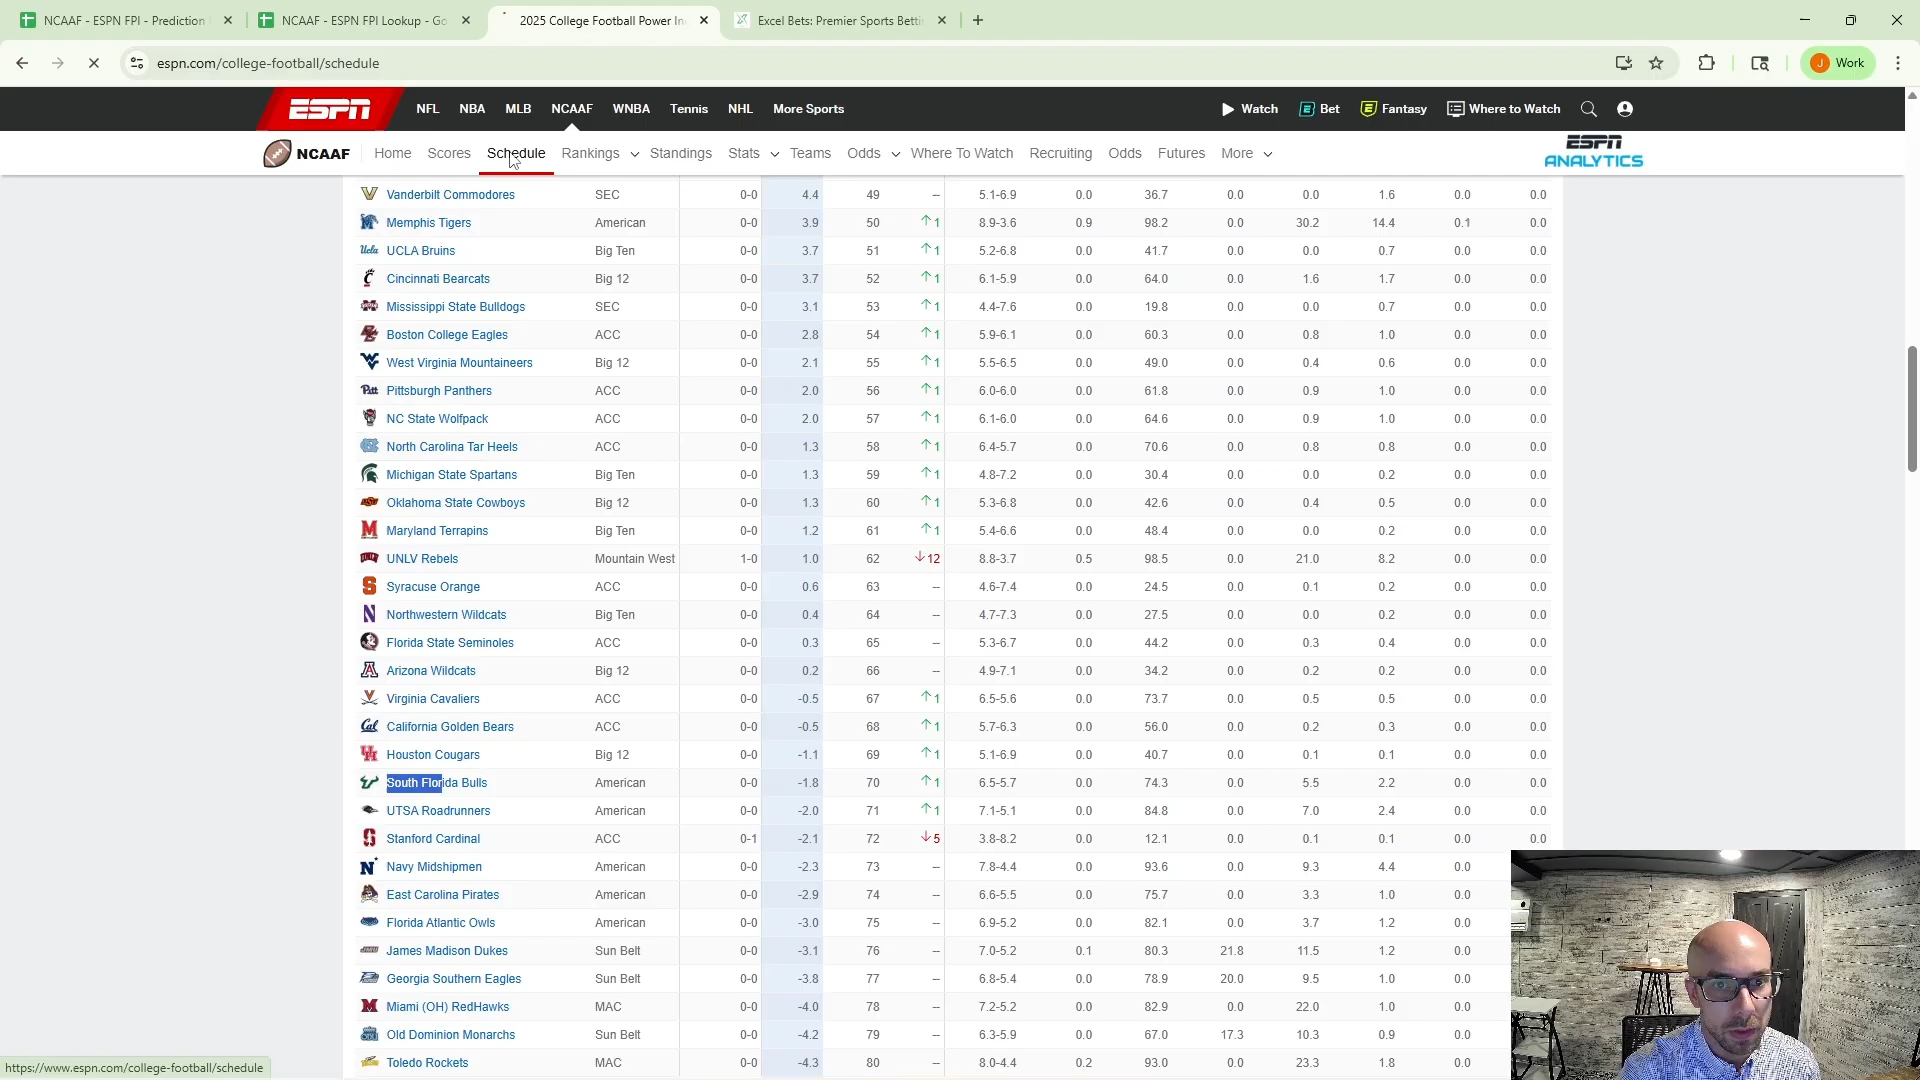 NCAAF - ESPN FPI - Prediction
NCAAF - ESPN FPI Lookup - Go
2025 College Football Power In
Excel Bets: Premier Sports Betti
espn.com/college-football/schedule
J Work
ESPN NFL NBA MLB NCAAF WNBA Tennis NHL More Sports Watch Bet Fantasy Where to Watch
NCAAF Home Scores Schedule Rankings Standings Stats Teams Odds Where To Watch Recruiting Odds Futures More ESPN ANALYTICS
Vanderbilt Commodores SEC 0-0 4.4 49 -- 5.1-6.9 0.0 36.7 0.0 0.0 1.6 0.0 0.0
Memphis Tigers American 0-0 3.9 50 ↑1 8.9-3.6 0.9 98.2 0.0 30.2 14.4 0.1 0.0
Ucla UCLA Bruins Big Ten 0-0 3.7 51 ↑1 5.2-6.8 0.0 41.7 0.0 0.0 0.7 0.0 0.0
Cincinnati Bearcats Big 12 0-0 3.7 52 ↑1 6.1-5.9 0.0 64.0 0.0 1.6 1.7 0.0 0.0
Mississippi State Bulldogs SEC 0-0 3.1 53 ↑1 4.4-7.6 0.0 19.8 0.0 0.0 0.7 0.0 0.0
Boston College Eagles ACC 0-0 2.8 54 ↑1 5.9-6.1 0.0 60.3 0.0 0.8 1.0 0.0 0.0
West Virginia Mountaineers Big 12 0-0 2.1 55 ↑1 5.5-6.5 0.0 49.0 0.0 0.4 0.6 0.0 0.0
Pitt Pittsburgh Panthers ACC 0-0 2.0 56 ↑1 6.0-6.0 0.0 61.8 0.0 0.9 1.0 0.0 0.0
NC State Wolfpack ACC 0-0 2.0 57 ↑1 6.1-6.0 0.0 64.6 0.0 0.9 1.0 0.0 0.0
North Carolina Tar Heels ACC 0-0 1.3 58 ↑1 6.4-5.7 0.0 70.6 0.0 0.8 0.8 0.0 0.0
Michigan State Spartans Big Ten 0-0 1.3 59 ↑1 4.8-7.2 0.0 30.4 0.0 0.0 0.2 0.0 0.0
Oklahoma State Cowboys Big 12 0-0 1.3 60 ↑1 5.3-6.8 0.0 42.6 0.0 0.4 0.5 0.0 0.0
Maryland Terrapins Big Ten 0-0 1.2 61 ↑1 5.4-6.6 0.0 48.4 0.0 0.0 0.2 0.0 0.0
UNLV Rebels Mountain West 1-0 1.0 62 ↓12 8.8-3.7 0.5 98.5 0.0 21.0 8.2 0.0 0.0
Syracuse Orange ACC 0-0 0.6 63 -- 4.6-7.4 0.0 24.5 0.0 0.1 0.2 0.0 0.0
Northwestern Wildcats Big Ten 0-0 0.4 64 -- 4.7-7.3 0.0 27.5 0.0 0.0 0.2 0.0 0.0
Florida State Seminoles ACC 0-0 0.3 65 -- 5.3-6.7 0.0 44.2 0.0 0.3 0.4 0.0 0.0
Arizona Wildcats Big 12 0-0 0.2 66 -- 4.9-7.1 0.0 34.2 0.0 0.2 0.2 0.0 0.0
Virginia Cavaliers ACC 0-0 -0.5 67 ↑1 6.5-5.6 0.0 73.7 0.0 0.5 0.5 0.0 0.0
Cal California Golden Bears ACC 0-0 -0.5 68 ↑1 5.7-6.3 0.0 56.0 0.0 0.2 0.3 0.0 0.0
Houston Cougars Big 12 0-0 -1.1 69 ↑1 5.1-6.9 0.0 40.7 0.0 0.1 0.1 0.0 0.0
South Florida Bulls American 0-0 -1.8 70 ↑1 6.5-5.7 0.0 74.3 0.0 5.5 2.2 0.0 0.0
UTSA Roadrunners American 0-0 -2.0 71 ↑1 7.1-5.1 0.0 84.8 0.0 7.0 2.4 0.0 0.0
Stanford Cardinal ACC 0-1 -2.1 72 ↓5 3.8-8.2 0.0 12.1 0.0 0.1 0.1 0.0 0.0
Navy Midshipmen American 0-0 -2.3 73 -- 7.8-4.4 0.0 93.6 0.0 9.3 4.4 0.0
East Carolina Pirates American 0-0 -2.9 74 -- 6.6-5.5 0.0 75.7 0.0 3.3 1.0 0.0
Florida Atlantic Owls American 0-0 -3.0 75 -- 6.9-5.2 0.0 82.1 0.0 3.7 1.2 0.0
James Madison Dukes Sun Belt 0-0 -3.1 76 -- 7.0-5.2 0.1 80.3 21.8 11.5 1.2 0.0
Georgia Southern Eagles Sun Belt 0-0 -3.8 77 -- 6.8-5.4 0.0 78.9 20.0 9.5 1.0 0.0
Miami (OH) RedHawks MAC 0-0 -4.0 78 -- 7.2-5.2 0.0 82.9 0.0 22.0 1.0 0.0
Old Dominion Monarchs Sun Belt 0-0 -4.2 79 -- 6.3-5.9 0.0 67.0 17.3 10.3 0.9 0.0
Toledo Rockets MAC 0-0 -4.3 80 -- 8.0-4.4 0.2 93.0 0.0 23.3 1.8 0.0
https://www.espn.com/college-football/schedule